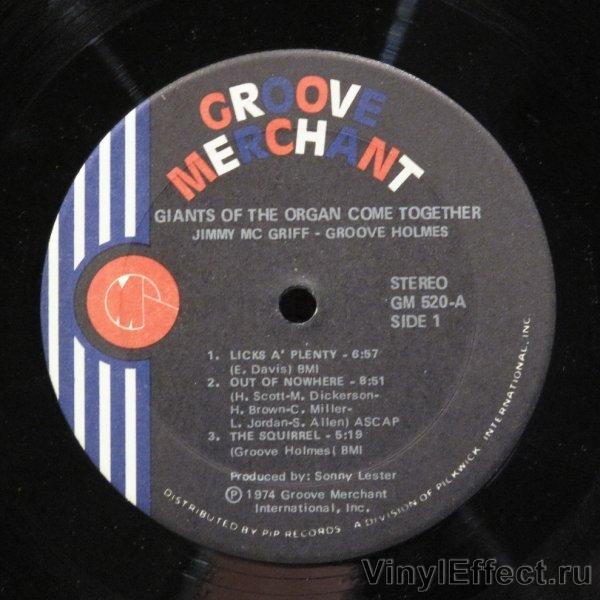 GROOVE
MERCHANT
GIANTS OF THE ORGAN COME TOGETHER
JIMMY MC GRIFF - GROOVE HOLMES
STEREO
GM 520-A
SIDE 1
1. LICKS A' PLENTY - 6:57
(E. Davis) BMI
2. OUT OF NOWHERE - 8:51
(H. Scott-M. Dickerson-
H. Brown-C. Miller-
L. Jordan-S. Allen) ASCAP
3. THE SQUIRREL - 5:19
(Groove Holmes( BMI
Produced by: Sonny Lester
Ⓟ 1974 Groove Merchant
International, Inc.
DISTRIBUTED BY PIP RECORDS A DIVISION OF PICKWICK INTERNATIONAL, INC.
VinylEffect.ru